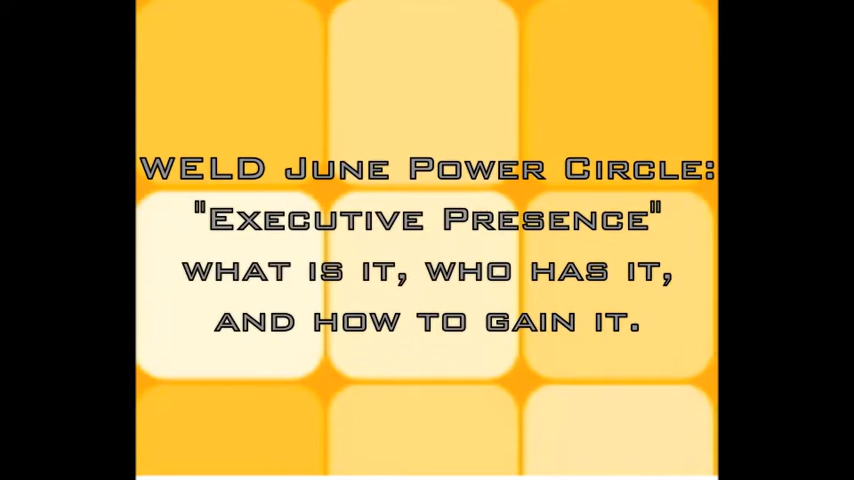 WELD June Power Circle:
"Executive Presence"
what is it, who has it,
and how to gain it.